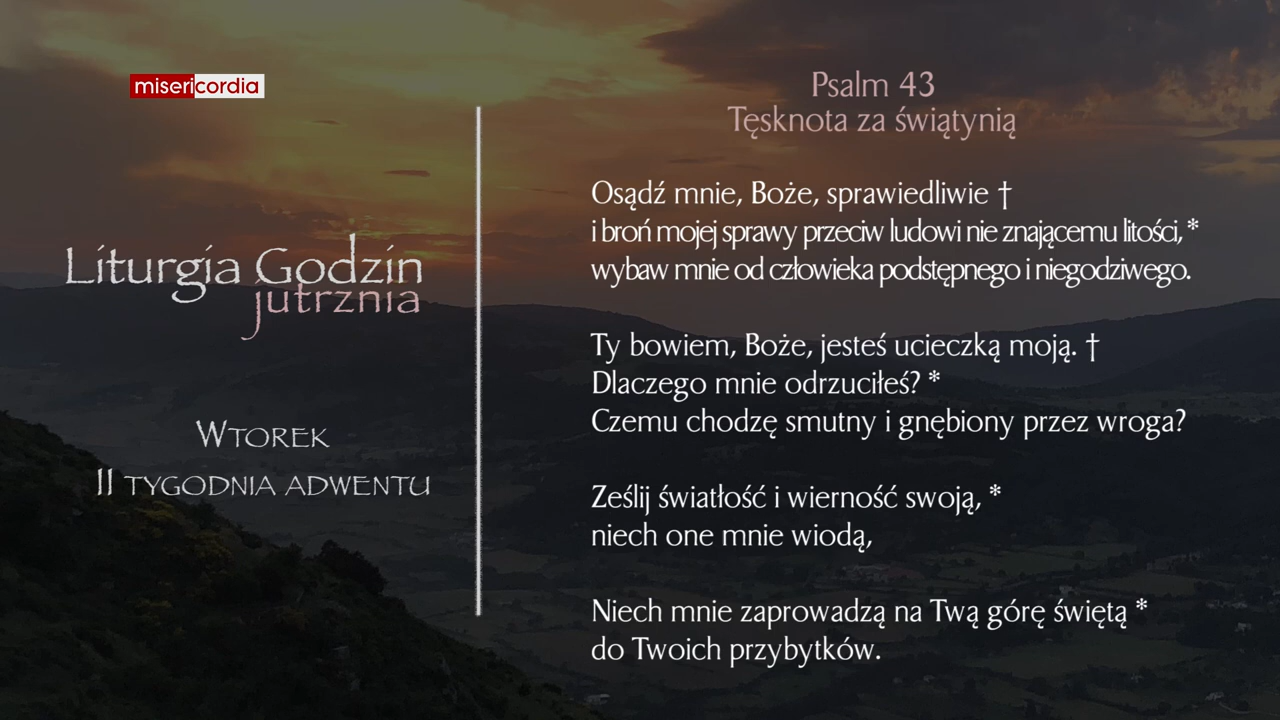 misericordia
Liturgia Godzin
jutrznia
Wtorek
II tygodnia adwentu
Psalm 43
Tęsknota za świątynią
Osądź mnie, Boże, sprawiedliwie †
i broń mojej sprawy przeciw ludowi nie znającemu litości, *
wybaw mnie od człowieka podstępnego i niegodziwego.
Ty bowiem, Boże, jesteś ucieczką moją. †
Dlaczego mnie odrzuciłeś? *
Czemu chodzę smutny i gnębiony przez wroga?
Ześlij światłość i wierność swoją, *
niech one mnie wiodą,
Niech mnie zaprowadzą na Twą górę świętą *
do Twoich przybytków.